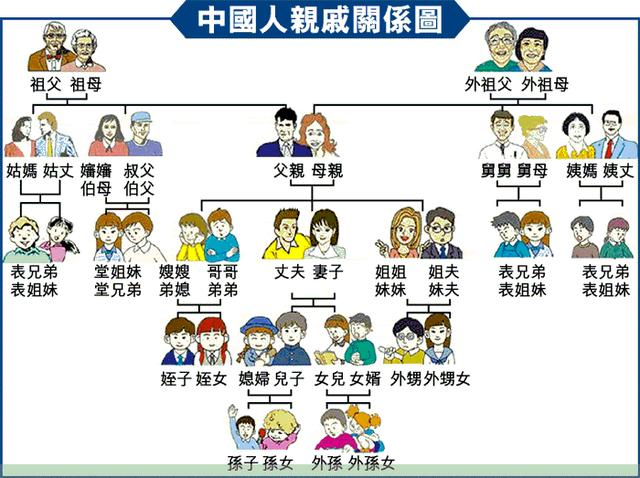 中國人親戚關係圖
祖父 祖母 外祖父 外祖母
姑媽 姑丈 嬸嬸 叔父 父親 母親 舅舅 舅母 姨媽 姨丈
伯母 伯父
表兄弟 堂姐妹 嫂嫂 哥哥 丈夫 妻子 姐姐 姐夫 表兄弟 表兄弟
表姐妹 堂兄弟 弟媳 弟弟 妹妹 妹夫 表姐妹 表姐妹
姪子 姪女 媳婦 兒子 女兒 女婿 外甥 外甥女
孫子 孫女 外孫 外孫女